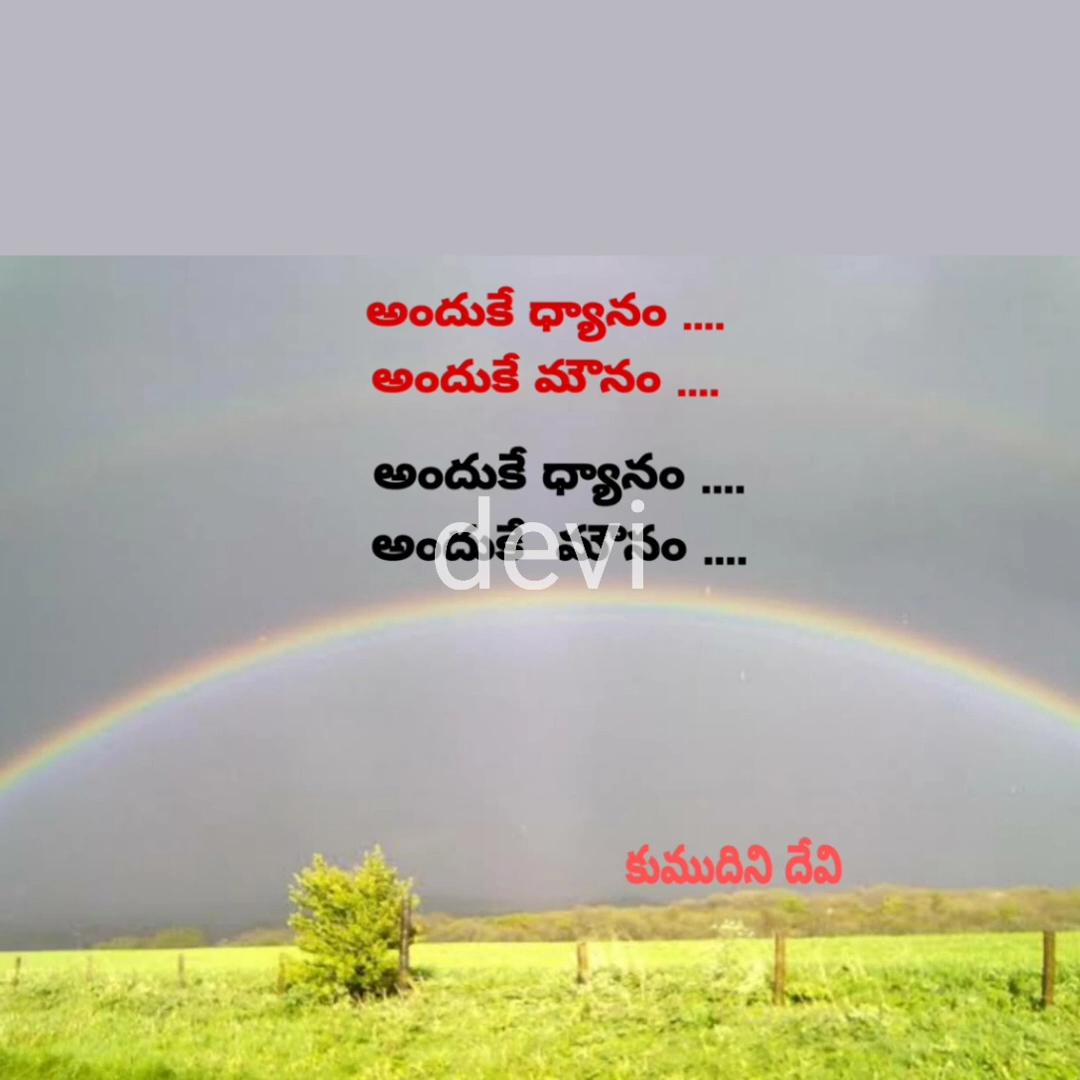 అందుకే ధ్యానం ....
అందుకే మౌనం ....
అందుకే ధ్యానం ....
అందుకే మౌనం ....
devi
కుముదిని దేవి